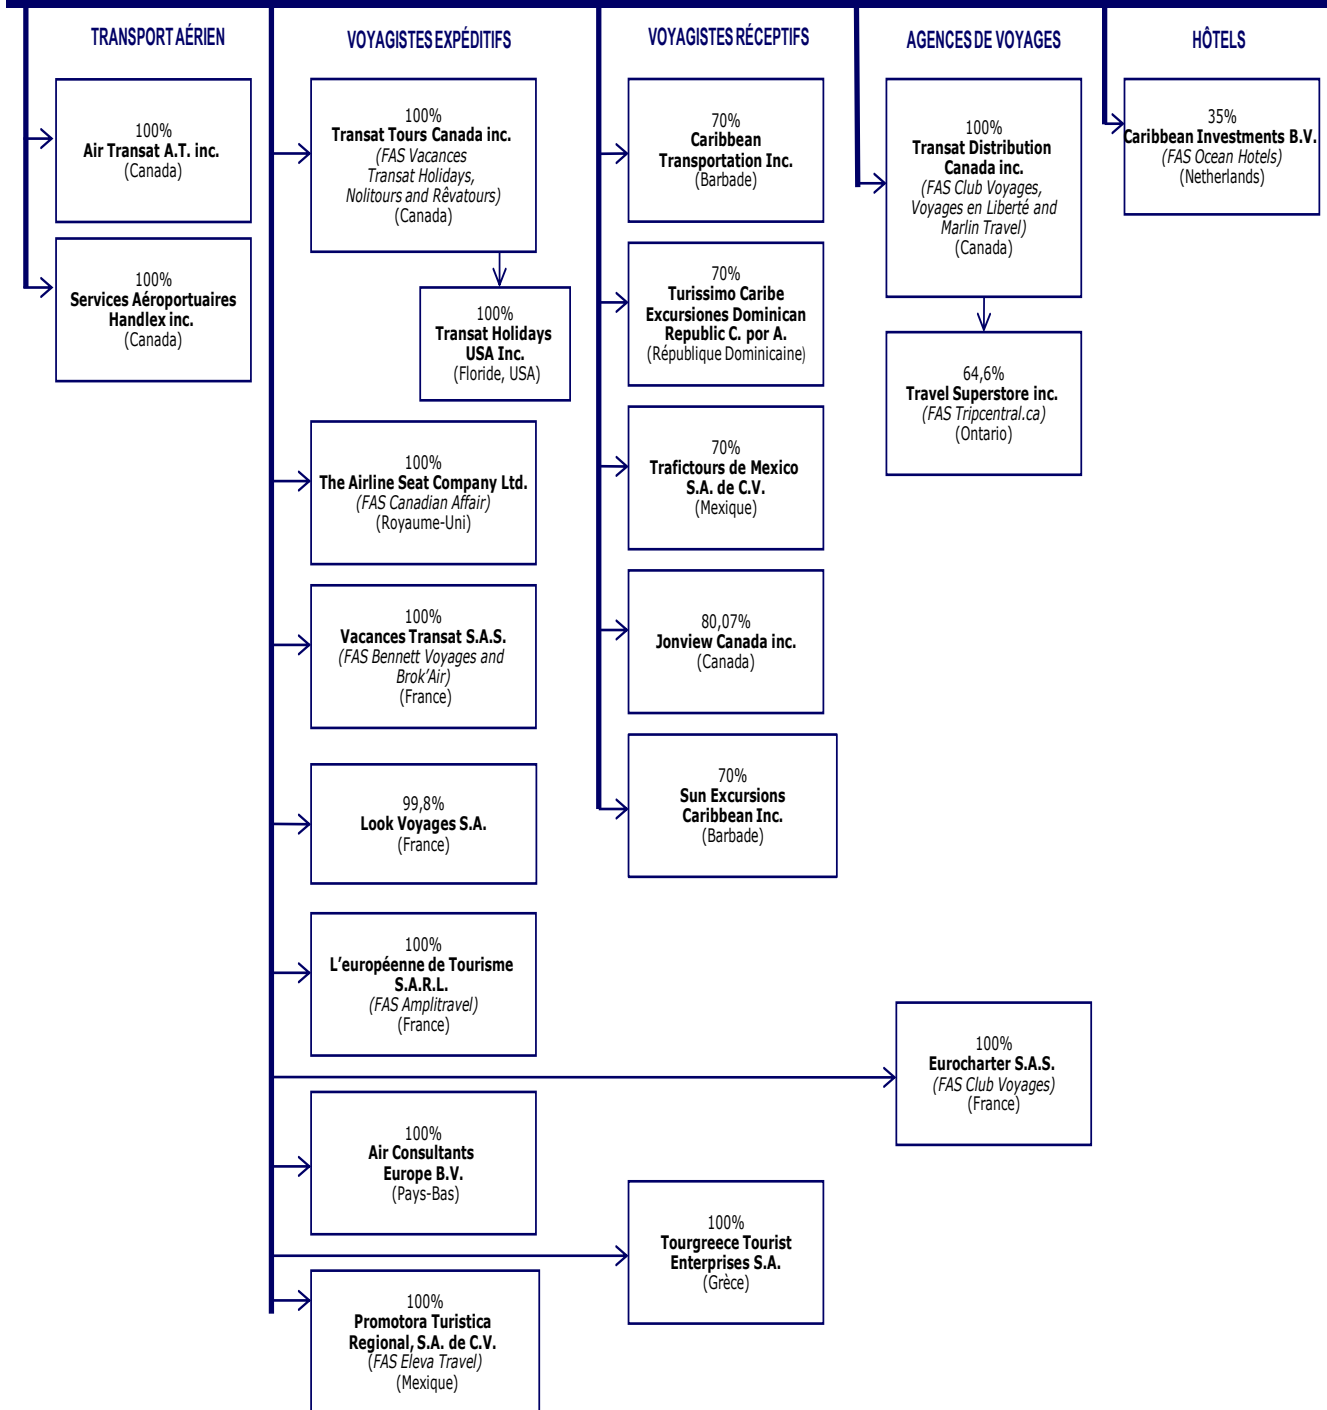 TRANSPORT AÉRIEN
100%
Air Transat A.T. inc.
(Canada)
100%
Services Aéroportuaires
Handlex inc.
(Canada)
VOYAGISTES EXPÉDITIFS
100%
Transat Tours Canada inc.
(FAS Vacances
Transat Holidays,
Nolitours and Rêvatours)
(Canada)
100%
Transat Holidays
USA Inc.
(Floride, USA)
100%
The Airline Seat Company Ltd.
(FAS Canadian Affair)
(Royaume-Uni)
100%
Vacances Transat S.A.S.
(FAS Bennett Voyages and
Brok’Air)
(France)
99,8%
Look Voyages S.A.
(France)
100%
L’européenne de Tourisme
S.A.R.L.
(FAS Amplitravel)
(France)
100%
Air Consultants
Europe B.V.
(Pays-Bas)
100%
Promotora Turistica
Regional, S.A. de C.V.
(FAS Eleva Travel)
(Mexique)
VOYAGISTES RÉCEPTIFS
70%
Caribbean
Transportation Inc.
(Barbade)
70%
Turissimo Caribe
Excursiones Dominican
Republic C. por A.
(République Dominicaine)
70%
Trafictours de Mexico
S.A. de C.V.
(Mexique)
80,07%
Jonview Canada inc.
(Canada)
70%
Sun Excursions
Caribbean Inc.
(Barbade)
100%
Tourgreece Tourist
Enterprises S.A.
(Grèce)
AGENCES DE VOYAGES
100%
Transat Distribution
Canada inc.
(FAS Club Voyages,
Voyages en Liberté and
Marlin Travel)
(Canada)
64,6%
Travel Superstore inc.
(FAS Tripcentral.ca)
(Ontario)
100%
Eurocharter S.A.S.
(FAS Club Voyages)
(France)
HÔTELS
35%
Caribbean Investments B.V.
(FAS Ocean Hotels)
(Netherlands)